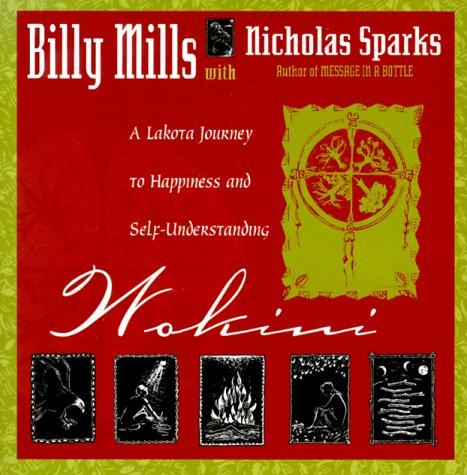 Billy Mills with Nicholas Sparks
Author of MESSAGE IN A BOTTLE
A Lakota Journey
to Happiness and
Self-Understanding
Wokini